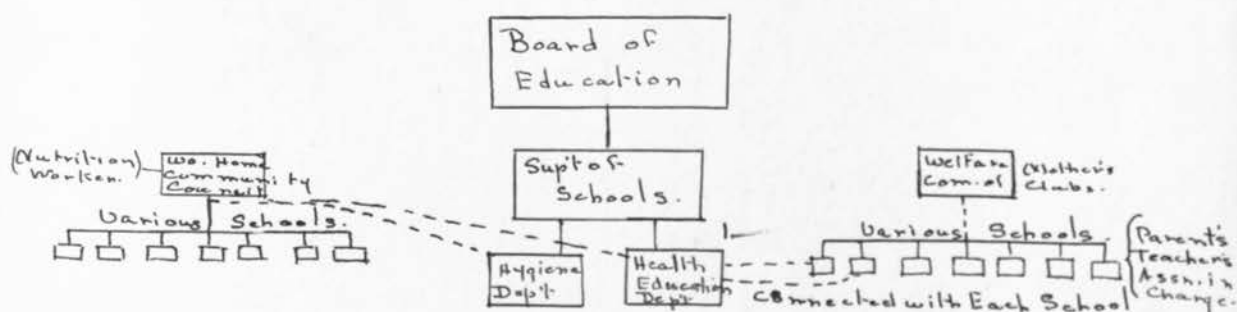 Board of
Education
(Nutrition)
Worker.
Wo. Home
Community
Council
Various Schools.
Sup't of
Schools.
Hygiene
Dep't
Health
Education
Dep't
Welfare
Com. of
(Mother's
Clubs.
Various Schools.
Connected with Each School
Parent's
Teacher's
Assn. in
Charge.